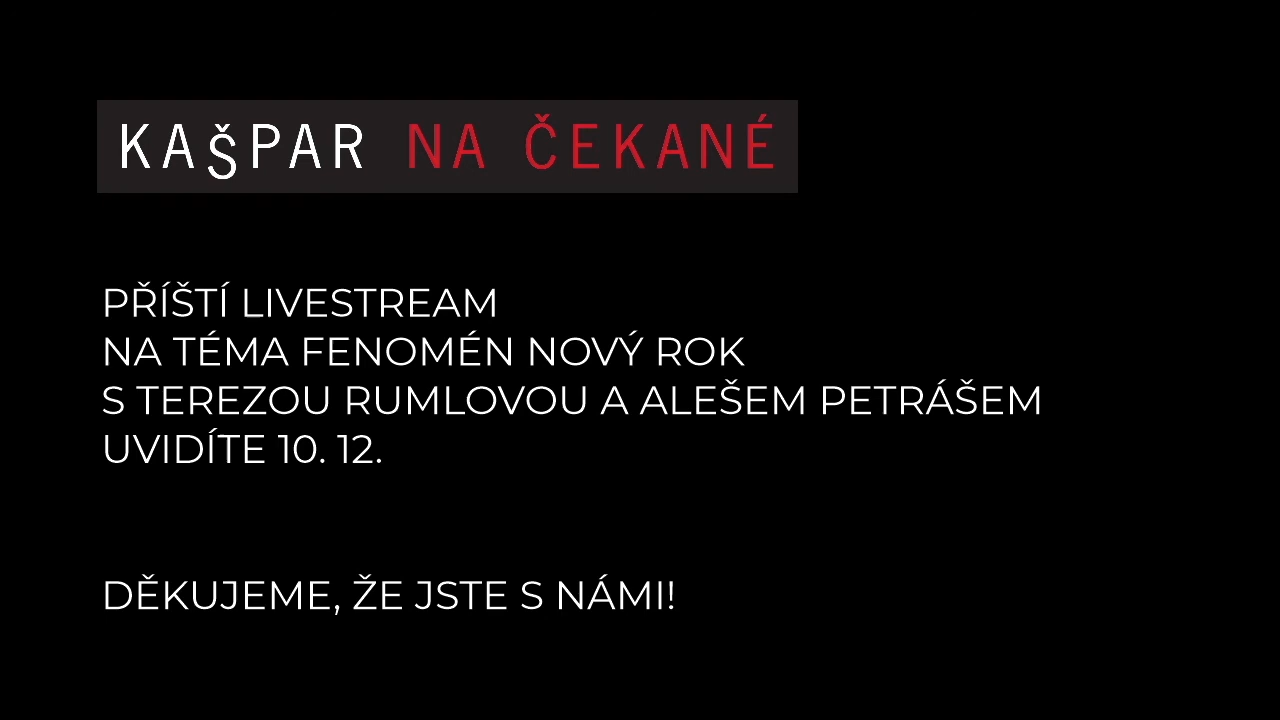 KAŠPAR NA ČEKANÉ
PŘÍŠTÍ LIVESTREAM
NA TÉMA FENOMÉN NOVÝ ROK
S TEREZOU RUMLOVOU A ALEŠEM PETRÁŠEM
UVIDÍTE 10. 12.
DĚKUJEME, ŽE JSTE S NÁMI!